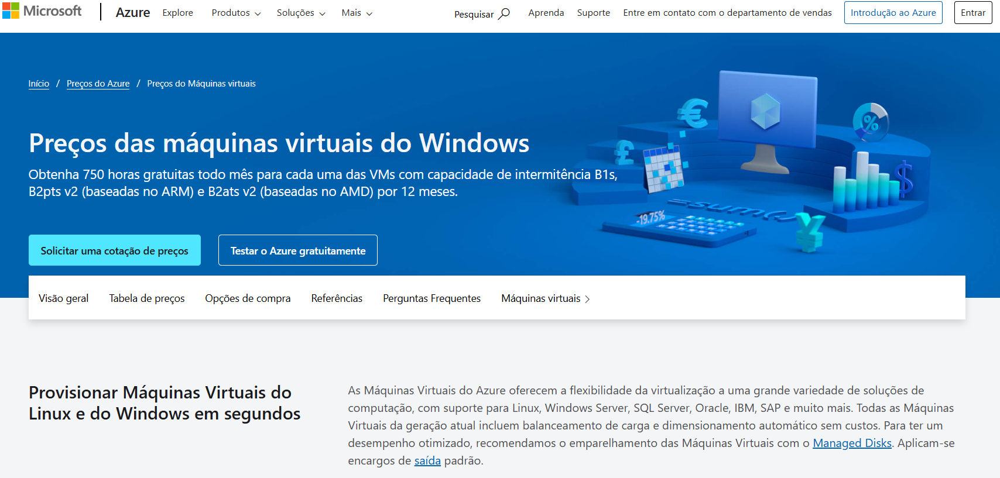 Microsoft
Azure
Explore
Produtos
Soluções
Mais
Pesquisar
Aprenda
Suporte
Entre em contato com o departamento de vendas
Introdução ao Azure
Entrar
Início / Preços do Azure / Preços do Máquinas virtuais
Preços das máquinas virtuais do Windows
Obtenha 750 horas gratuitas todo mês para cada uma das VMs com capacidade de intermitência B1s,
B2pts v2 (baseadas no ARM) e B2ats v2 (baseadas no AMD) por 12 meses.
€
£
%
$
=sum()
-19.75%
¥
Solicitar uma cotação de preços
Testar o Azure gratuitamente
Visão geral
Tabela de preços
Opções de compra
Referências
Perguntas Frequentes
Máquinas virtuais
Provisionar Máquinas Virtuais do
Linux e do Windows em segundos
As Máquinas Virtuais do Azure oferecem a flexibilidade da virtualização a uma grande variedade de soluções de
computação, com suporte para Linux, Windows Server, SQL Server, Oracle, IBM, SAP e muito mais. Todas as Máquinas
Virtuais da geração atual incluem balanceamento de carga e dimensionamento automático sem custos. Para ter um
desempenho otimizado, recomendamos o emparelhamento das Máquinas Virtuais com o Managed Disks. Aplicam-se
encargos de saída padrão.